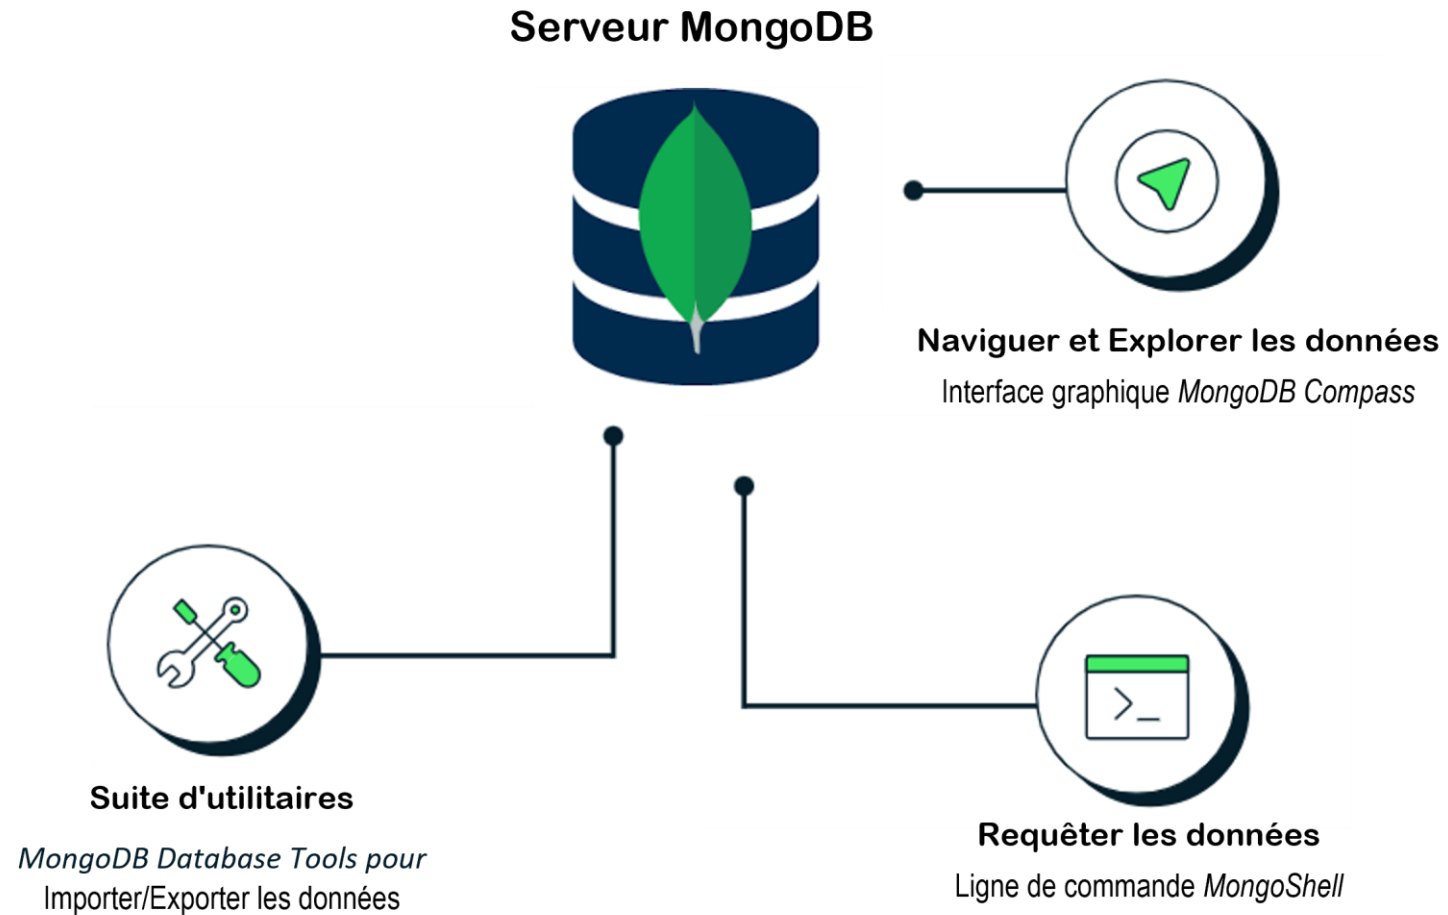 Serveur MongoDB
Naviguer et Explorer les données
Interface graphique MongoDB Compass
Suite d'utilitaires
MongoDB Database Tools pour
Importer/Exporter les données
>_
Requêter les données
Ligne de commande MongoShell